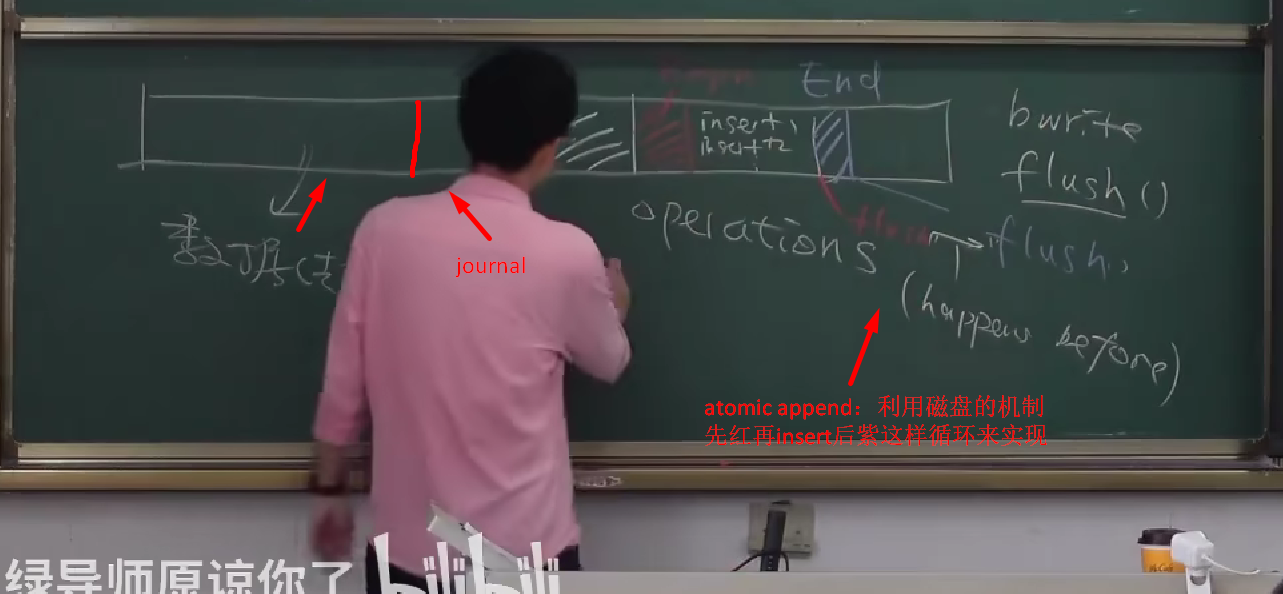 End
insert1
insert2
bwrite
flush()
数据(
operations
flush
flush
(happens before)
journal
atomic append：利用磁盘的机制
先红再insert后紫这样循环来实现
绿导师原谅你了
bilibili